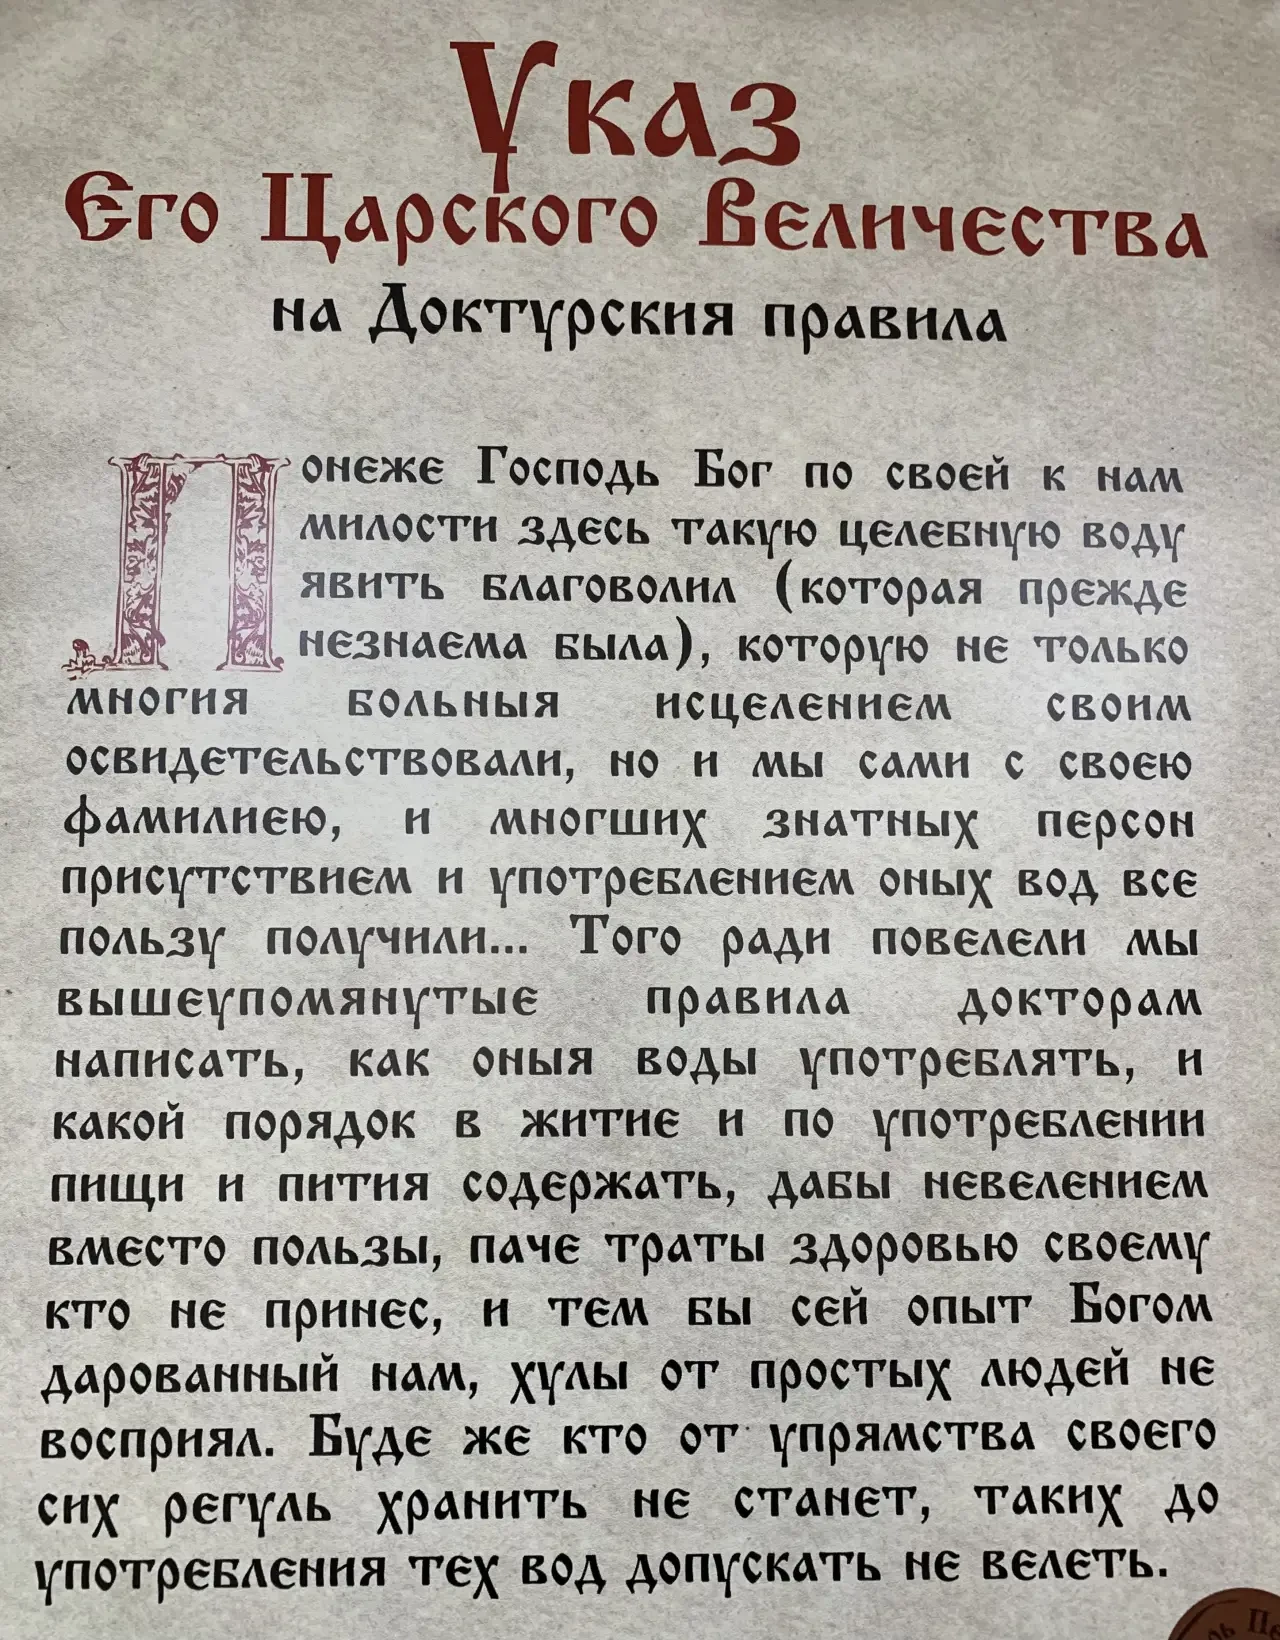 Указ
Его Царского Величества
на Доктурския правила
Понеже Господь Бог по своей к нам
милости здесь такую целебную воду
явить благоволил (которая прежде
незнаема была), которую не только
многия больныя исцелением своим
освидетельствовали, но и мы сами с своею
фамилиею, и многших знатных персон
присутствием и употреблением оных вод все
пользу получили... Того ради повелели мы
вышеупомянутые правила докторам
написать, как оныя воды употреблять, и
какой порядок в житие и по употреблении
пищи и пития содержать, дабы невелением
вместо пользы, паче траты здоровью своему
кто не принес, и тем бы сей опыт Богом
дарованный нам, хулы от простых людей не
восприял. Буде же кто от упрямства своего
сих регуль хранить не станет, таких до
употребления тех вод допускать не велеть.